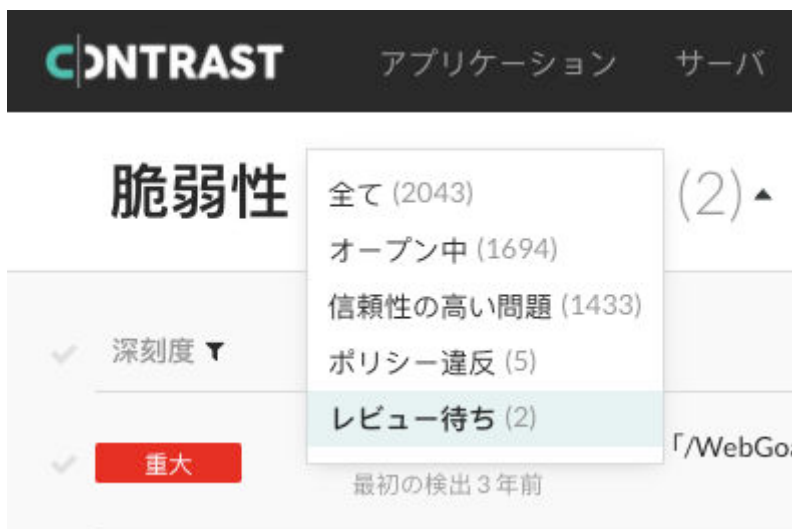 CONTRAST アプリケーション サーバ
脆弱性 (2)
全て (2043)
オープン中 (1694)
信頼性の高い問題 (1433)
ポリシー違反 (5)
レビュー待ち (2)
深刻度
重大
「/WebGoa
最初の検出 3 年前